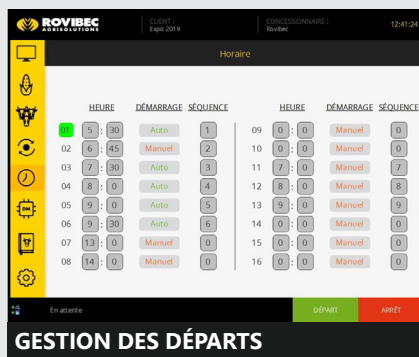 ROVIBEC
AGRISOLUTIONS
CLIENT :
Expo 2019
CONCESSIONNAIRE :
Rovibec
12:41:24
Horaire
HEURE DÉMARRAGE SÉQUENCE HEURE DÉMARRAGE SÉQUENCE
01 5 : 30 Auto 1 09 0 : 0 Manuel 0
02 6 : 45 Manuel 2 10 0 : 0 Manuel 0
03 7 : 30 Auto 3 11 7 : 0 Manuel 7
04 8 : 0 Auto 4 12 8 : 0 Manuel 8
05 9 : 0 Auto 5 13 9 : 0 Manuel 9
06 9 : 30 Auto 6 14 0 : 0 Manuel 0
07 13 : 0 Manuel 0 15 0 : 0 Manuel 0
08 14 : 0 Manuel 0 16 0 : 0 Manuel 0
En attente DÉPART ARRÊT
GESTION DES DÉPARTS